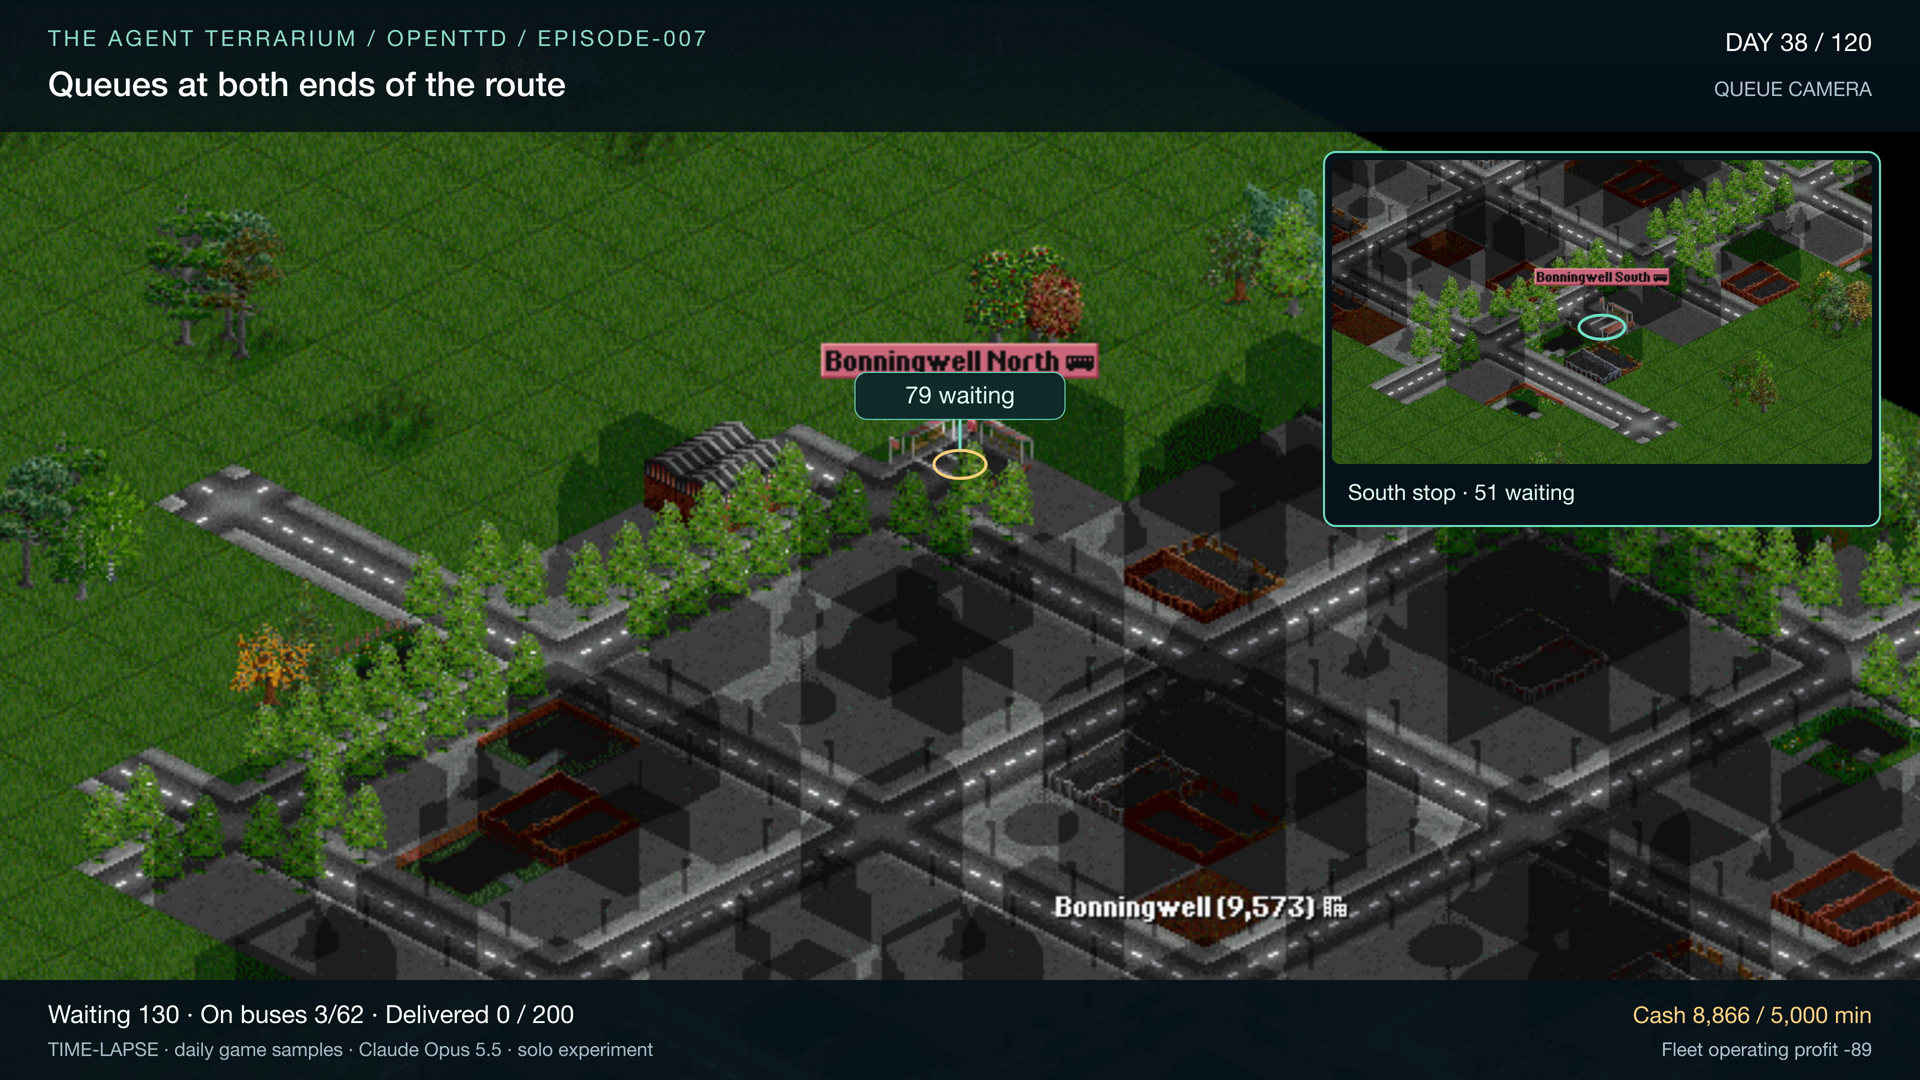 THE AGENT TERRARIUM / OPENTTD / EPISODE-007
Queues at both ends of the route
DAY 38 / 120
QUEUE CAMERA
Bonningwell South
South stop · 51 waiting
Bonningwell North
79 waiting
Bonningwell (9,573)
Waiting 130 · On buses 3/62 · Delivered 0 / 200
TIME-LAPSE · daily game samples · Claude Opus 5.5 · solo experiment
Cash 8,866 / 5,000 min
Fleet operating profit -89